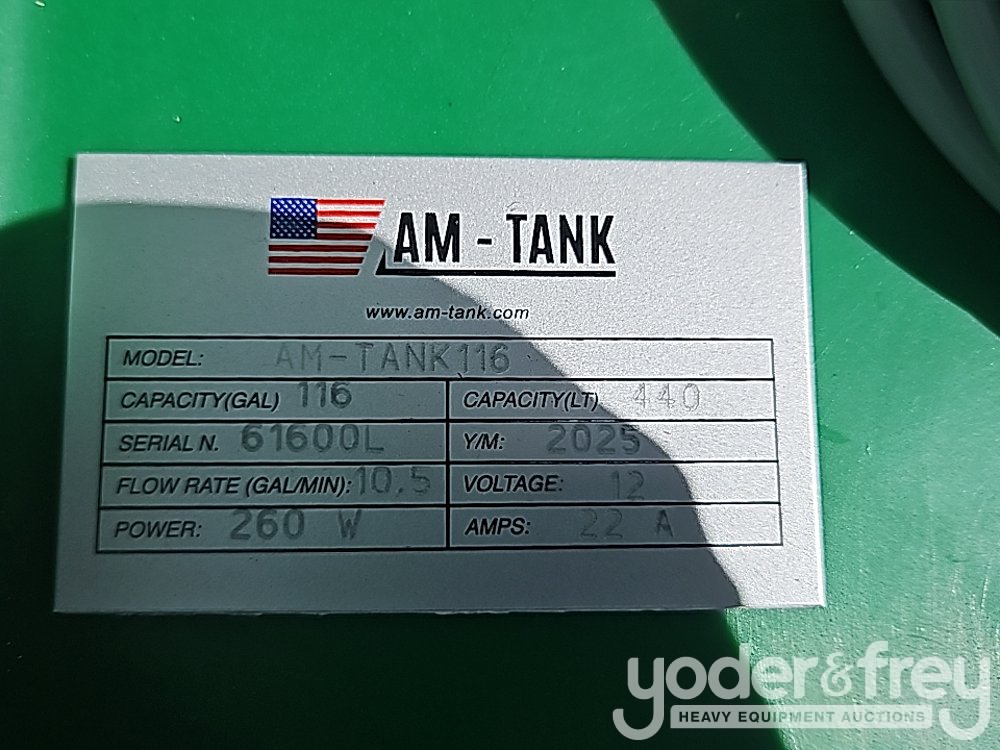 AM - TANK
www.am-tank.com
MODEL: AM-TANK116
CAPACITY(GAL) 116 CAPACITY(LT) 440
SERIAL N. 61600L Y/M: 2025
FLOW RATE (GAL/MIN): 10,5 VOLTAGE: 12
POWER: 260 W AMPS: 22 A
yoder&frey
HEAVY EQUIPMENT AUCTIONS